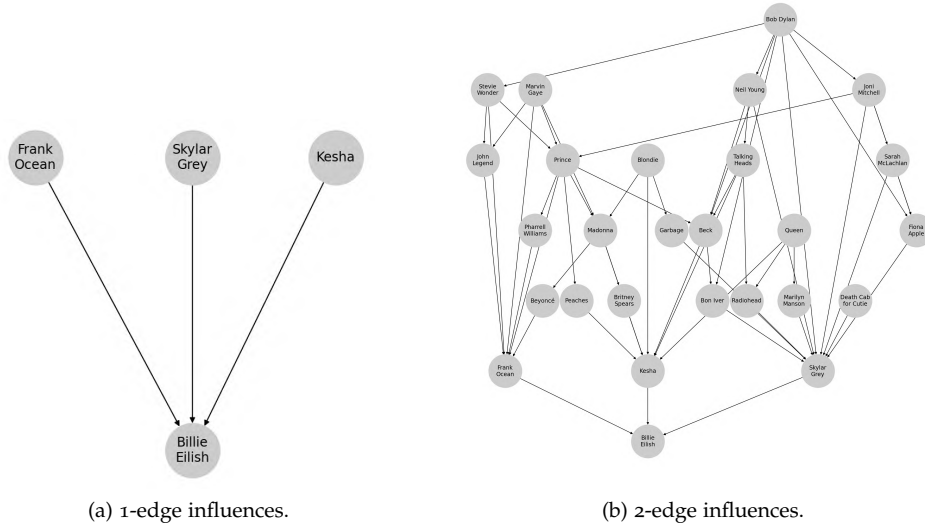 Frank
Ocean
Skylar
Grey
Kesha
Billie
Eilish
(a) 1-edge influences.
Bob Dylan
Stevie
Wonder
Marvin
Gaye
Neil Young
Joni
Mitchell
John
Legend
Prince
Blondie
Talking
Heads
Sarah
McLachlan
Pharrell
Williams
Madonna
Garbage
Beck
Queen
Fiona
Apple
Beyoncé
Peaches
Britney
Spears
Bon Iver
Radiohead
Marilyn
Manson
Death Cab
for Cutie
Frank
Ocean
Kesha
Skylar
Grey
Billie
Eilish
(b) 2-edge influences.